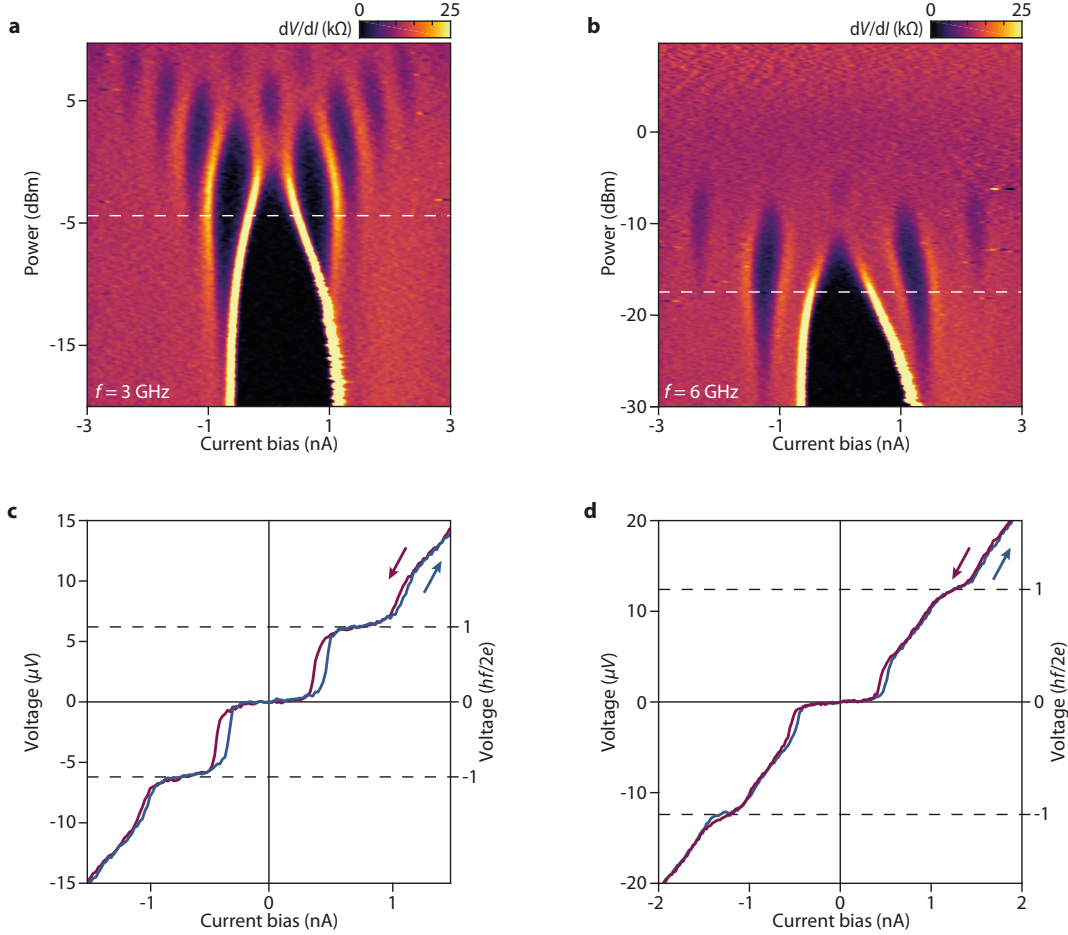 a
dV/dI (kΩ)
0
25
Power (dBm)
5
-5
-15
f = 3 GHz
-3
-1
1
3
Current bias (nA)
b
dV/dI (kΩ)
0
25
Power (dBm)
0
-10
-20
-30
f = 6 GHz
-3
-1
1
3
Current bias (nA)
c
Voltage (μV)
15
10
5
0
-5
-10
-15
1
0
-1
Voltage (hf/2e)
-1
0
1
Current bias (nA)
d
Voltage (μV)
20
10
0
-10
-20
1
0
-1
Voltage (hf/2e)
-2
-1
0
1
2
Current bias (nA)